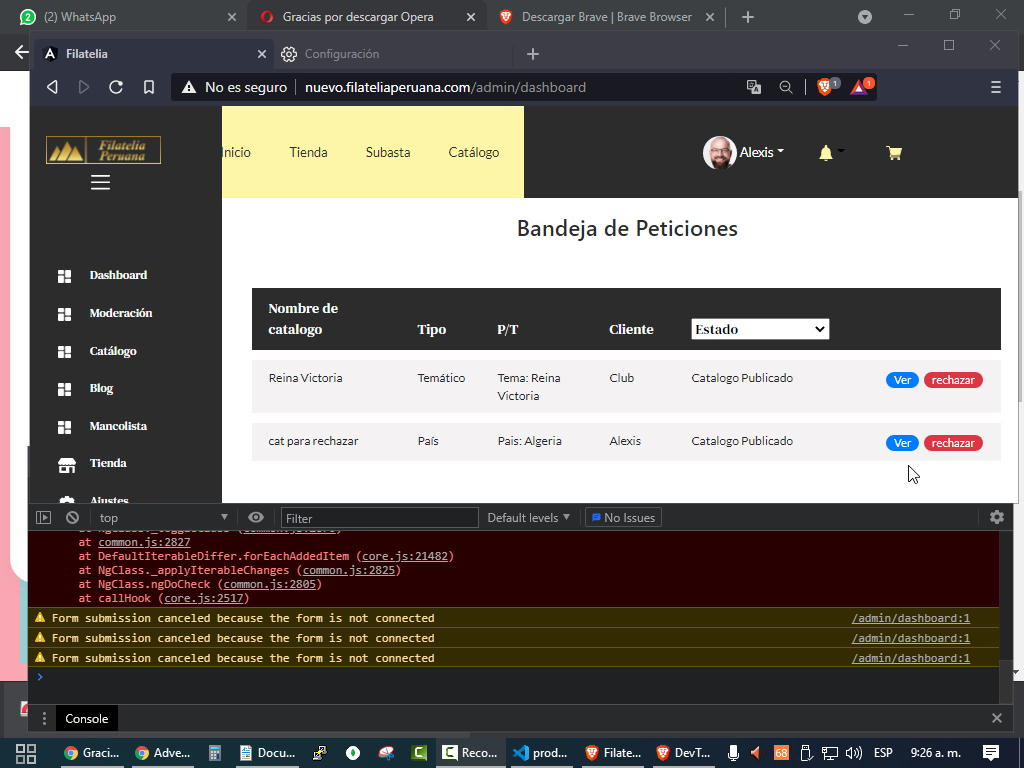 (2) WhatsApp
Gracias por descargar Opera
Descargar Brave | Brave Browser
Filatelia
Configuración
No es seguro
nuevo.filateliaperuana.com/admin/dashboard
1
1
Filatelia
Peruana
Inicio
Tienda
Subasta
Catálogo
Alexis
Bandeja de Peticiones
Dashboard
Moderación
Catálogo
Blog
Mancolista
Tienda
Ajustes
Nombre de
catalogo
Tipo
P/T
Cliente
Estado
Reina Victoria
Temático
Tema: Reina
Victoria
Club
Catalogo Publicado
Ver
rechazar
cat para rechazar
País
Pais: Algeria
Alexis
Catalogo Publicado
Ver
rechazar
top
Filter
Default levels
No Issues
at common.js:2827
at DefaultIterableDiffer.forEachAddedItem (core.js:21482)
at NgClass._applyIterableChanges (common.js:2825)
at NgClass.ngDoCheck (common.js:2805)
at callHook (core.js:2517)
Form submission canceled because the form is not connected
/admin/dashboard:1
Form submission canceled because the form is not connected
/admin/dashboard:1
Form submission canceled because the form is not connected
/admin/dashboard:1
Console
Graci...
Adve...
Docu...
Reco...
prod...
Filate...
DevT...
68
ESP
9:26 a. m.